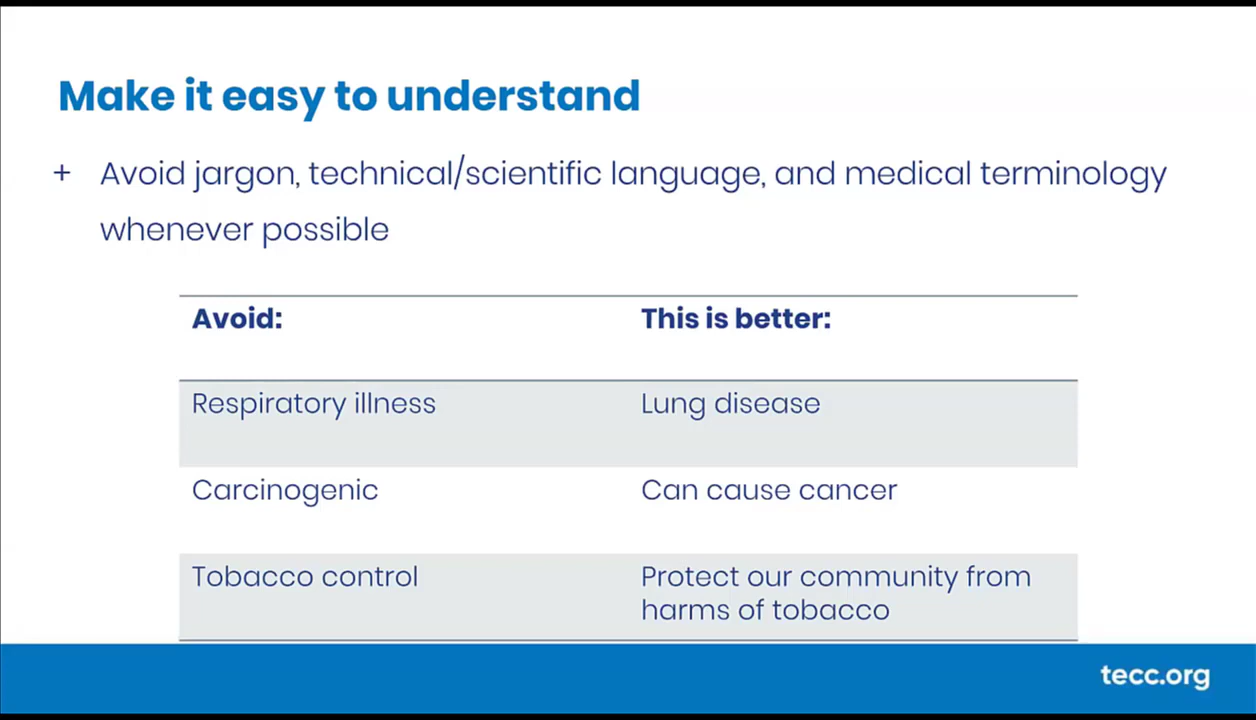 Make it easy to understand
+ Avoid jargon, technical/scientific language, and medical terminology
whenever possible
Avoid: This is better:
Respiratory illness Lung disease
Carcinogenic Can cause cancer
Tobacco control Protect our community from
harms of tobacco
tecc.org